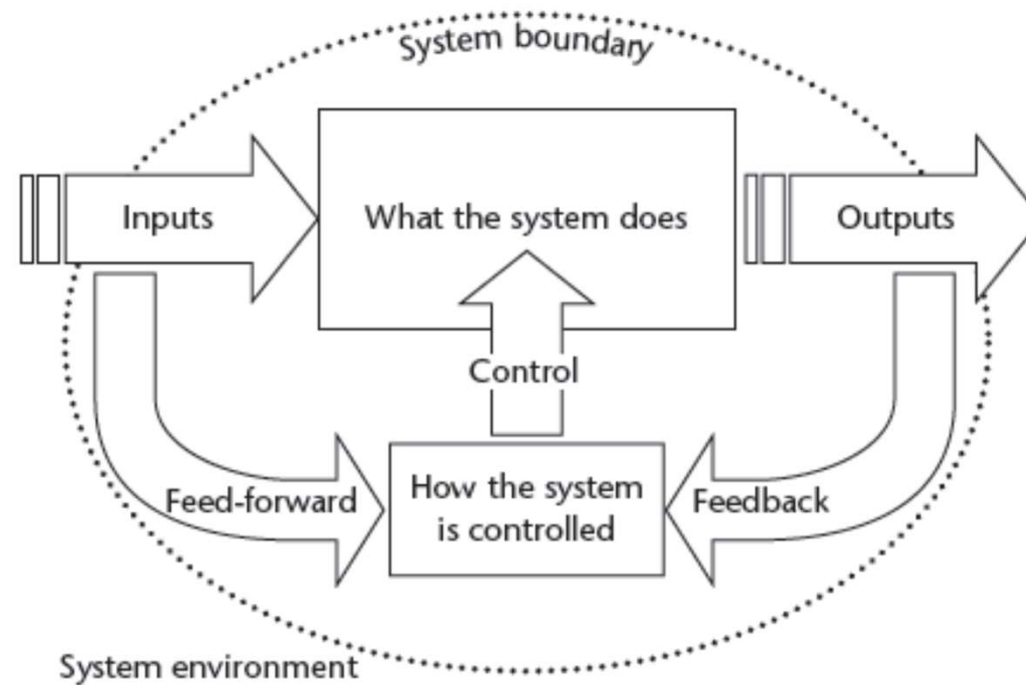 System boundary
Inputs
What the system does
Outputs
Control
Feed-forward
How the system
is controlled
Feedback
System environment